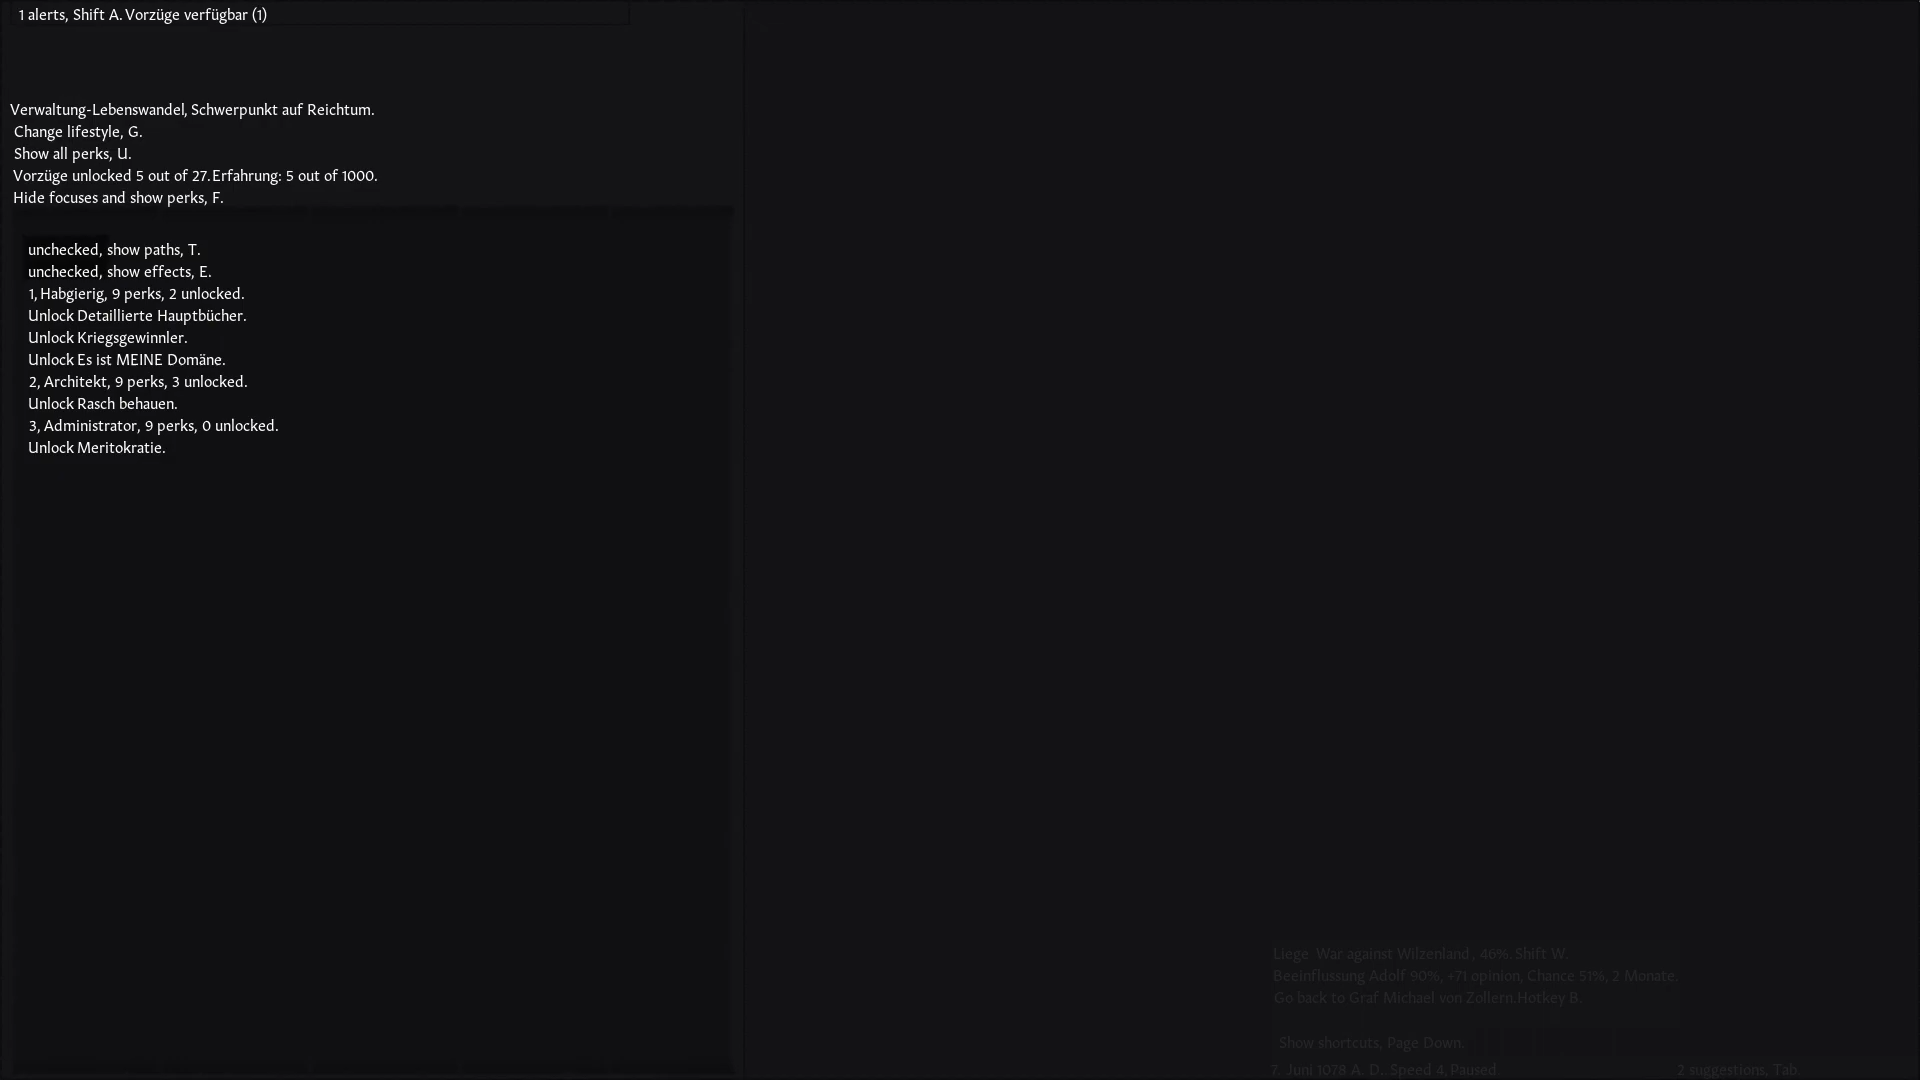 1 alerts, Shift A. Vorzüge verfügbar (1)
Verwaltung-Lebenswandel, Schwerpunkt auf Reichtum.
Change lifestyle, G.
Show all perks, U.
Vorzüge unlocked 5 out of 27. Erfahrung: 5 out of 1000.
Hide focuses and show perks, F.
unchecked, show paths, T.
unchecked, show effects, E.
1, Habgierig, 9 perks, 2 unlocked.
Unlock Detaillierte Hauptbücher.
Unlock Kriegsgewinnler.
Unlock Es ist MEINE Domäne.
2, Architekt, 9 perks, 3 unlocked.
Unlock Rasch behauen.
3, Administrator, 9 perks, 0 unlocked.
Unlock Meritokratie.
Liege War against Wilzenland, 46%. Shift W.
Beeinflussung Adolf 90%, +71 opinion, Chance 51%, 2 Monate.
Go back to Graf Michael von Zollern. Hotkey B.
Show shortcuts, Page Down.
7. Juni 1078 A. D. Speed 4, Paused. 2 suggestions, Tab.